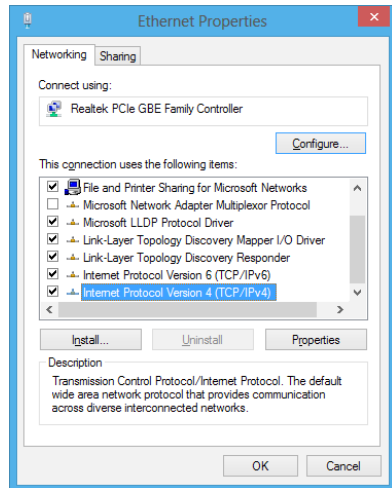 Ethernet Properties
Networking
Sharing
Connect using:
Realtek PCIe GBE Family Controller
Configure...
This connection uses the following items:
File and Printer Sharing for Microsoft Networks
Microsoft Network Adapter Multiplexor Protocol
Microsoft LLDP Protocol Driver
Link-Layer Topology Discovery Mapper I/O Driver
Link-Layer Topology Discovery Responder
Internet Protocol Version 6 (TCP/IPv6)
Internet Protocol Version 4 (TCP/IPv4)
Install...
Uninstall
Properties
Description
Transmission Control Protocol/Internet Protocol. The default
wide area network protocol that provides communication
across diverse interconnected networks.
OK
Cancel